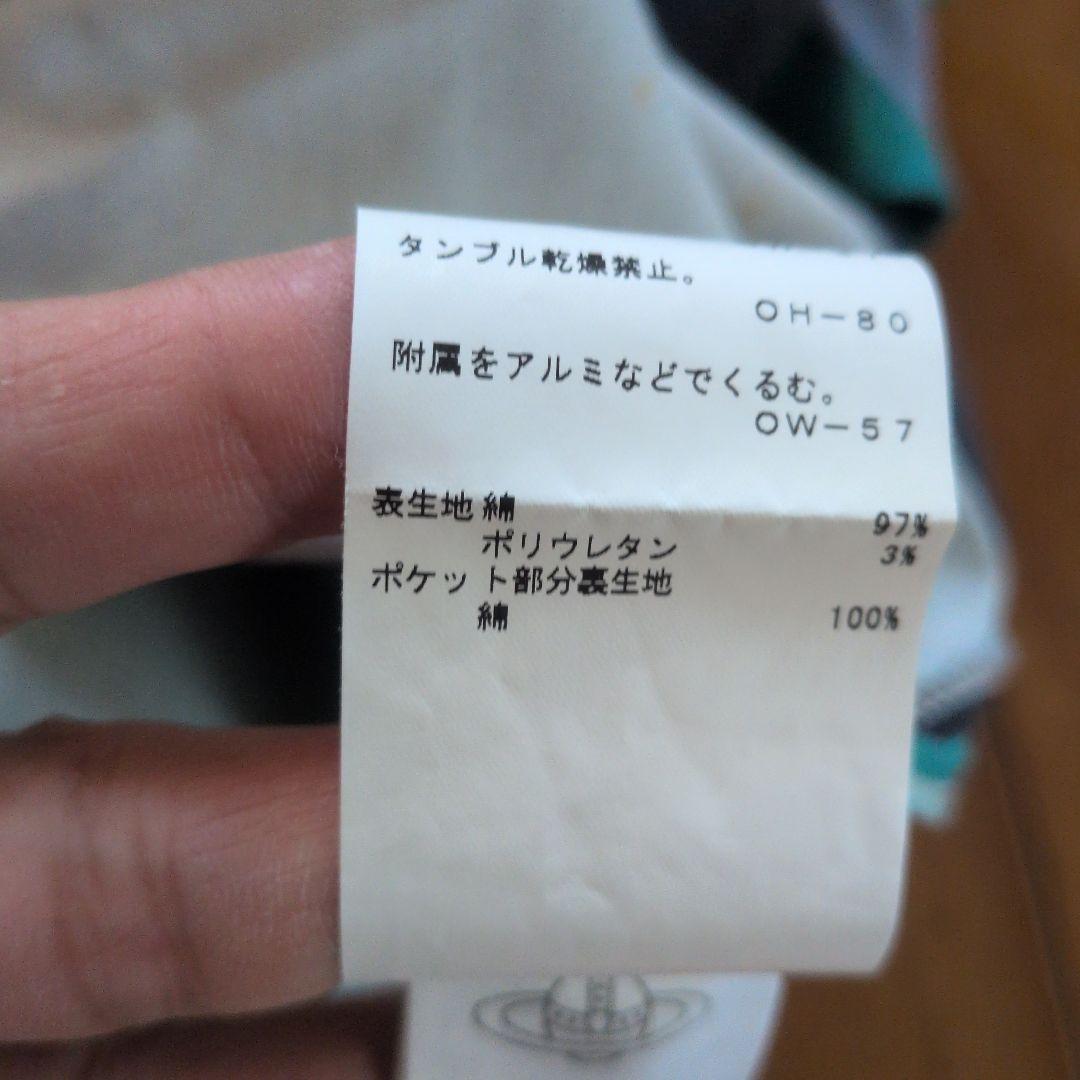 タンブル乾燥禁止。
OH－80
附属をアルミなどでくるむ。
OW－57
表生地 綿 97%
ポリウレタン 3%
ポケット部分裏生地
綿 100%